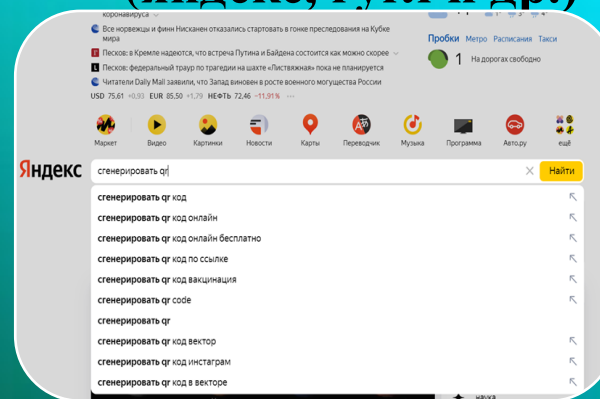 (яндекс, гугл и др.)
коронавируса
Все норвежцы и финн Нисканен отказались стартовать в гонке преследования на Кубке
мира
Песков: в Кремле надеются, что встреча Путина и Байдена состоится как можно скорее
Песков: федеральный траур по трагедии на шахте «Листвяжная» пока не планируется
Читатели Daily Mail заявили, что Запад виновен в росте военного могущества России
USD 75,61 +0,93 EUR 85,50 +1,79 НЕФТЬ 72,46 −11,91% ···
Пробки Метро Расписания Такси
1 На дорогах свободно
Маркет Видео Картинки Новости Карты Переводчик Музыка Программа Авто.ру ещё
Яндекс сгенерировать qr Найти
сгенерировать qr код
сгенерировать qr код онлайн
сгенерировать qr код онлайн бесплатно
сгенерировать qr код по ссылке
сгенерировать qr код вакцинация
сгенерировать qr code
сгенерировать qr
сгенерировать qr код вектор
сгенерировать qr код инстаграм
сгенерировать qr код в векторе
наука